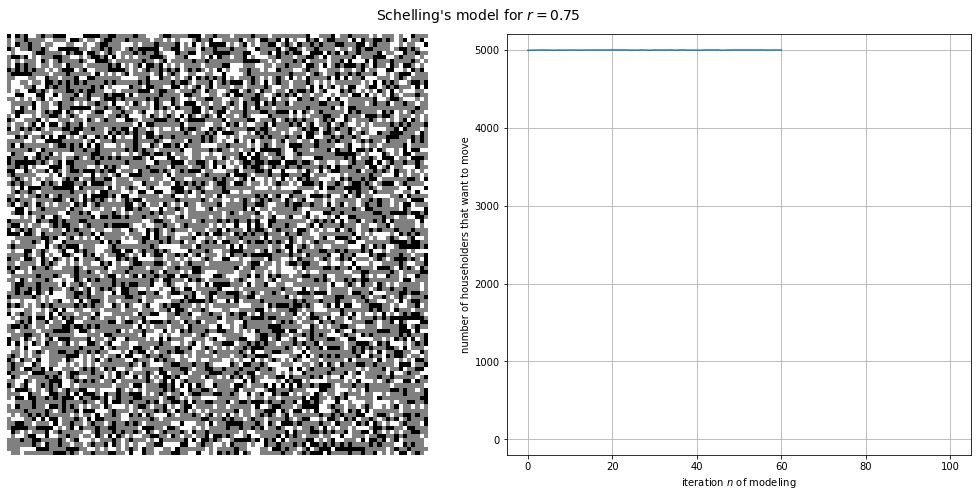 Schelling's model for r = 0.75
5000
4000
3000
2000
1000
0
number of householders that want to move
0 20 40 60 80 100
iteration n of modeling